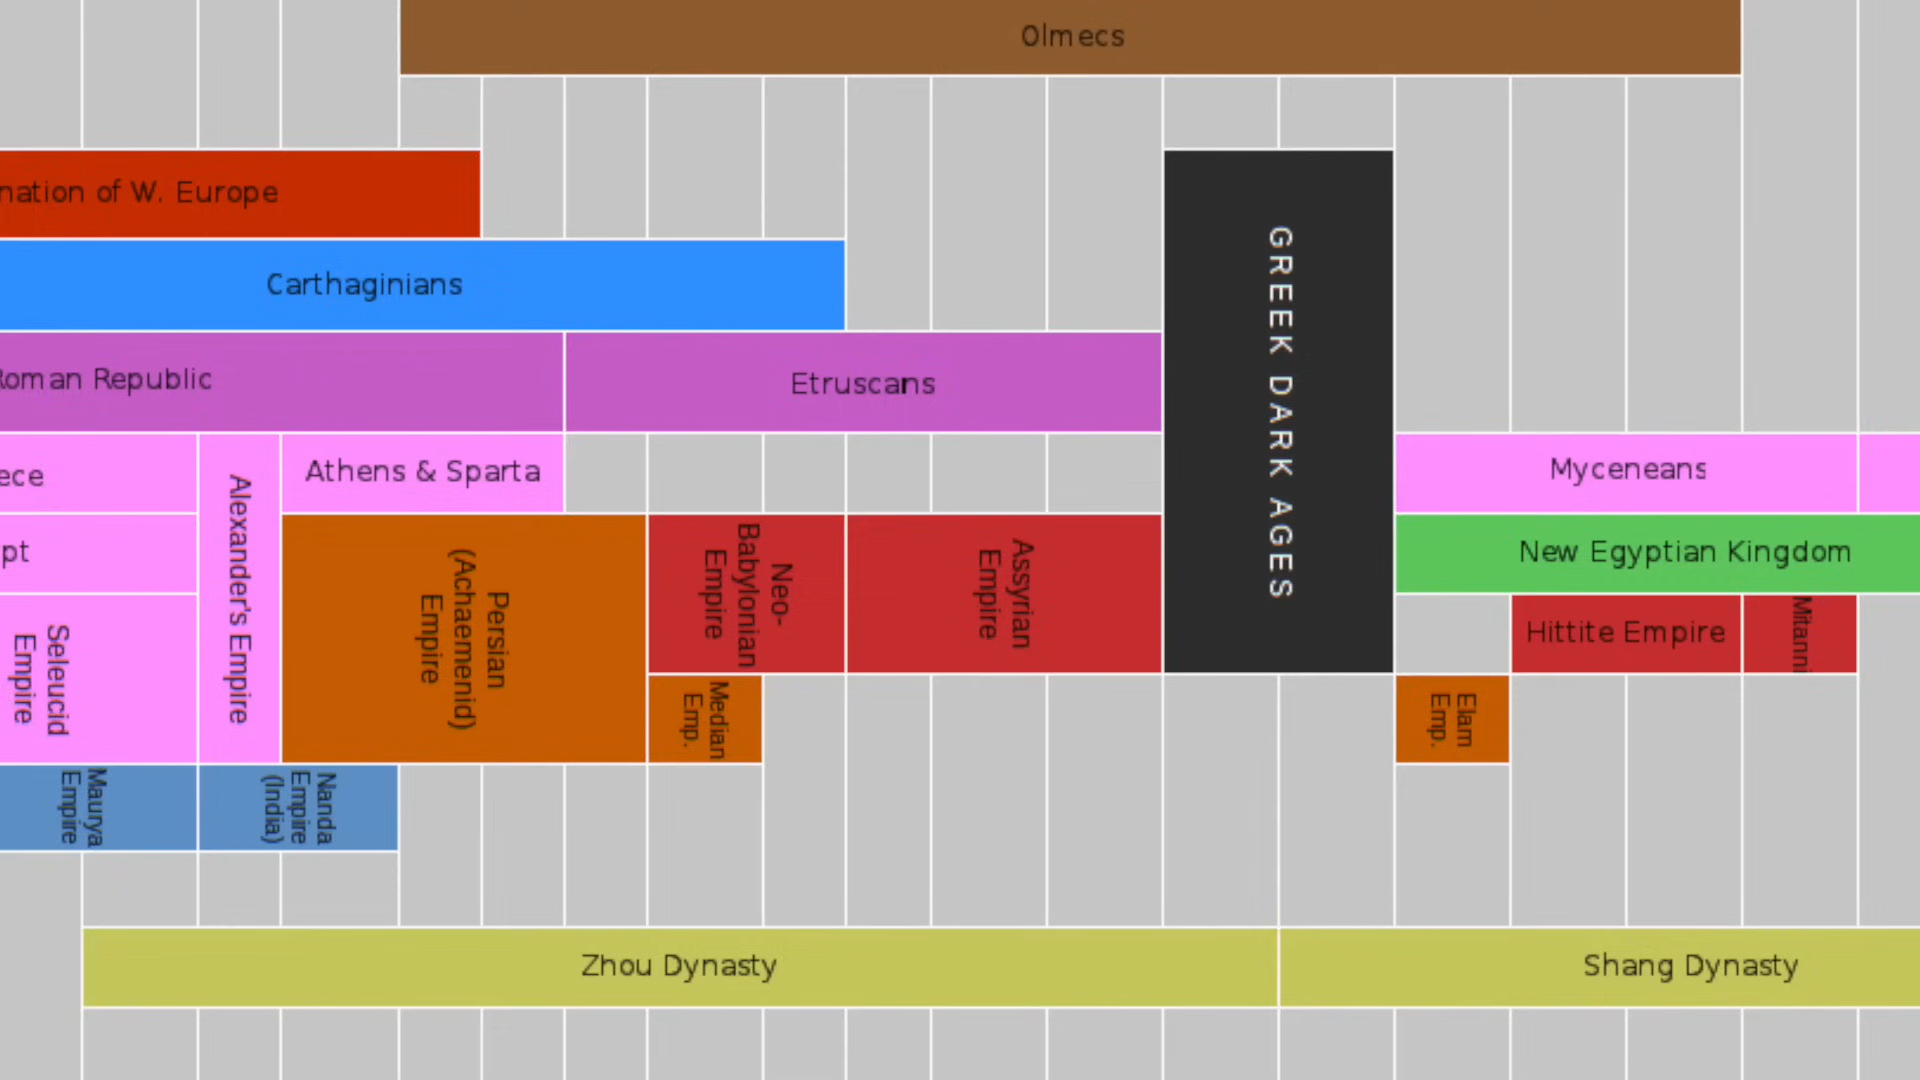 Olmecs
nation of W. Europe
Carthaginians
Roman Republic
Etruscans
GREEK DARK AGES
ece
Alexander's Empire
Athens & Sparta
Myceneans
pt
Persian
(Achaemenid)
Empire
Neo-
Babylonian
Empire
Assyrian
Empire
New Egyptian Kingdom
Seleucid
Empire
Median
Emp.
Elam
Emp.
Hittite Empire
Mitanni
Maurya
Empire
Nanda
Empire
(India)
Zhou Dynasty
Shang Dynasty